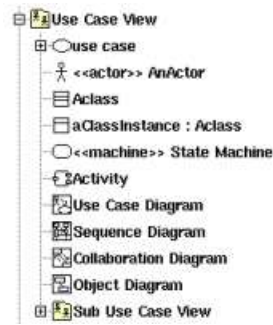 Use Case View
use case
<<actor>> AnActor
Aclass
aClassInstance : Aclass
<<machine>> State Machine
Activity
Use Case Diagram
Sequence Diagram
Collaboration Diagram
Object Diagram
Sub Use Case View